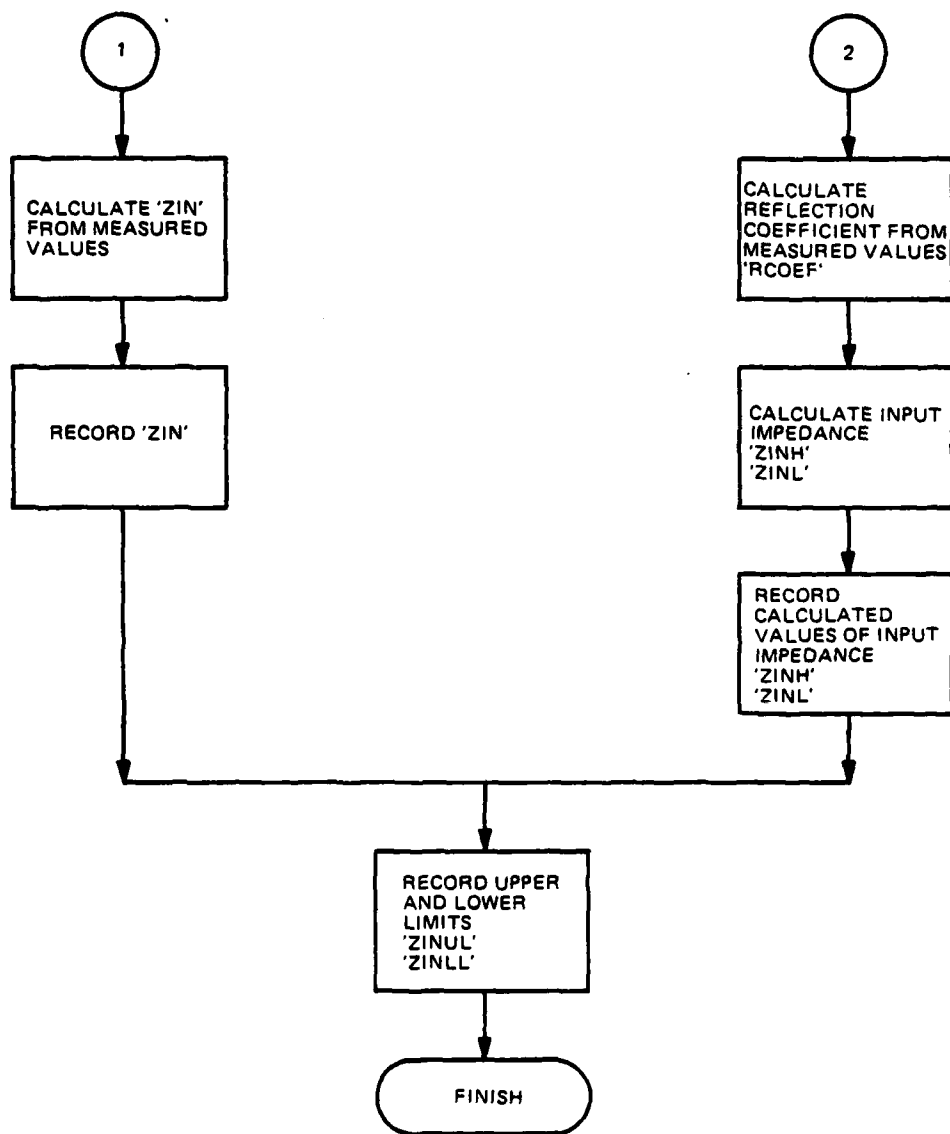 1
2
CALCULATE 'ZIN'
FROM MEASURED
VALUES
CALCULATE
REFLECTION
COEFFICIENT FROM
MEASURED VALUES
'RCOEF'
RECORD 'ZIN'
CALCULATE INPUT
IMPEDANCE
'ZINH'
'ZINL'
RECORD
CALCULATED
VALUES OF INPUT
IMPEDANCE
'ZINH'
'ZINL'
RECORD UPPER
AND LOWER
LIMITS
'ZINUL'
'ZINLL'
FINISH